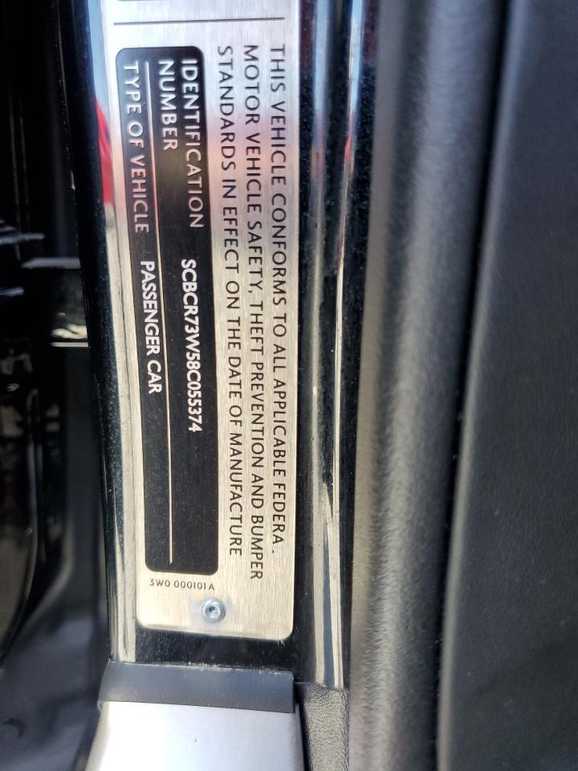 THIS VEHICLE CONFORMS TO ALL APPLICABLE FEDERA
MOTOR VEHICLE SAFETY, THEFT PREVENTION AND BUMPER
STANDARDS IN EFFECT ON THE DATE OF MANUFACTURE
IDENTIFICATION
NUMBER SCBCR73W58C055374
TYPE OF VEHICLE PASSENGER CAR
3W0 000101 A